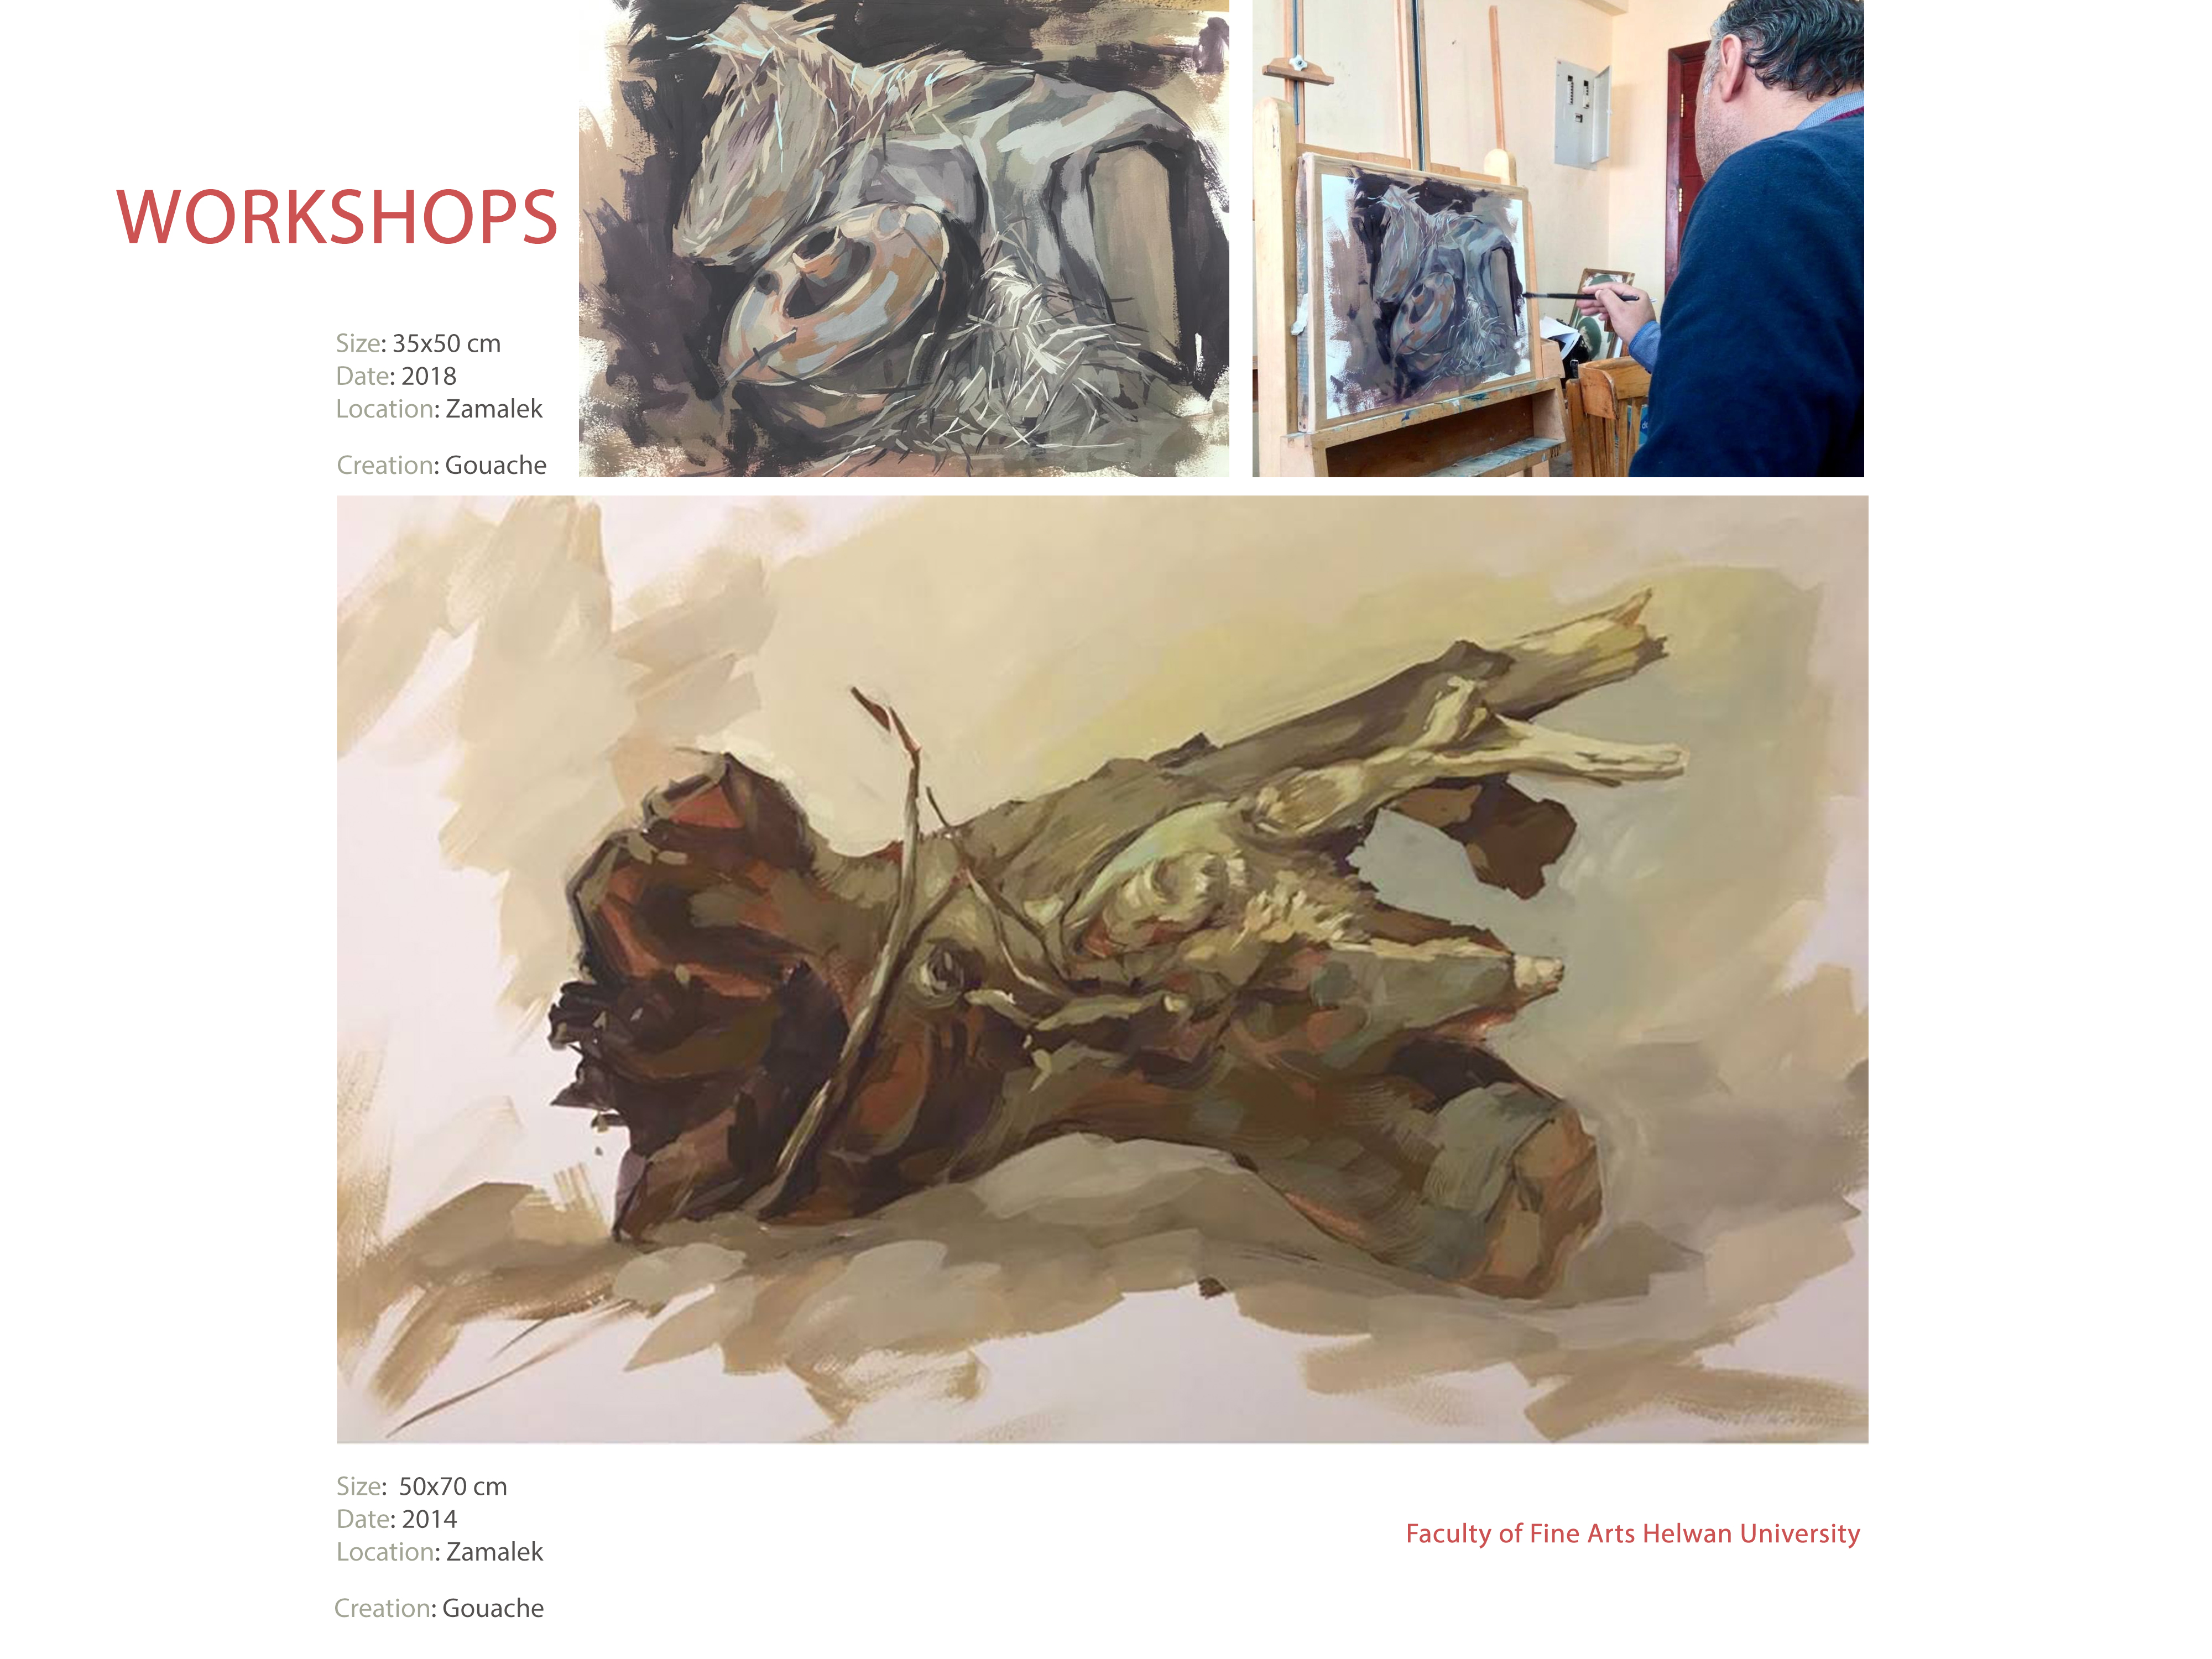 WORKSHOPS
Size: 35x50 cm
Date: 2018
Location: Zamalek
Creation: Gouache
Size: 50x70 cm
Date: 2014
Location: Zamalek
Creation: Gouache
Faculty of Fine Arts Helwan University